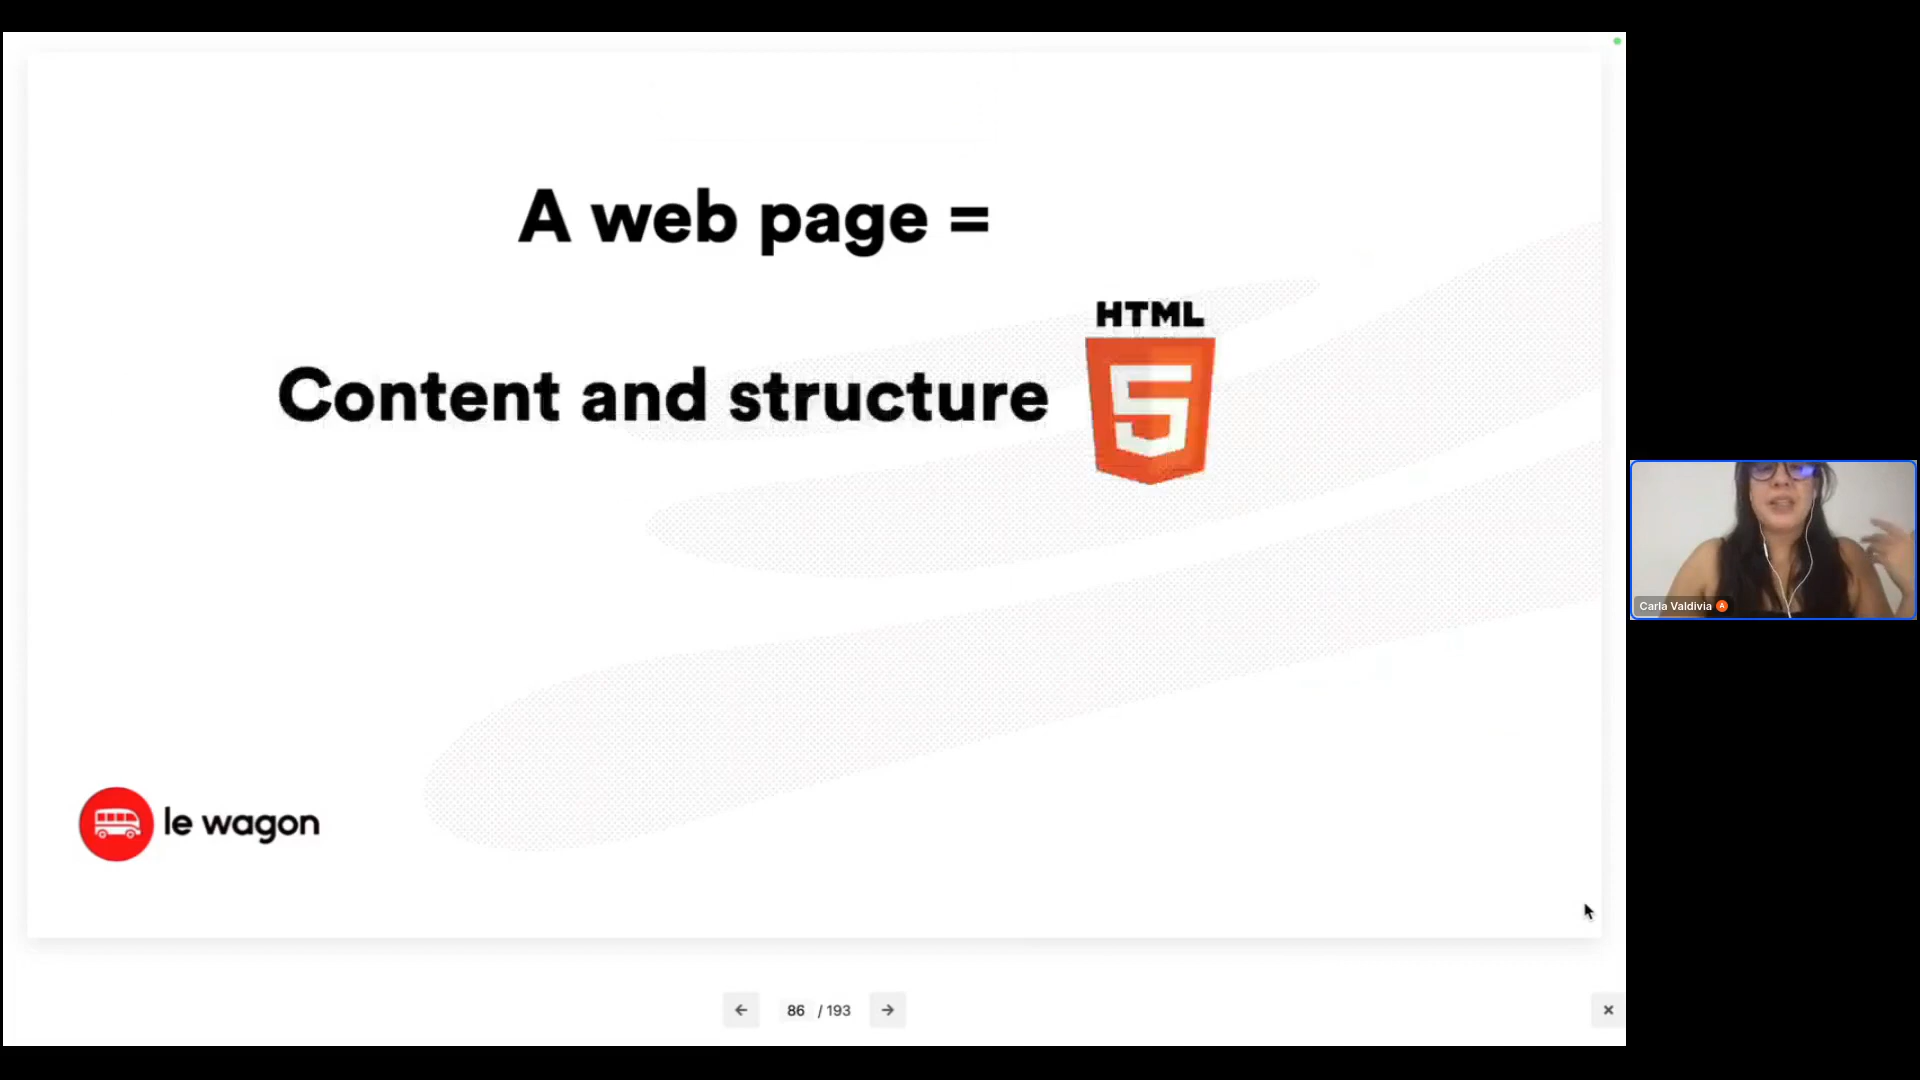 A web page =
HTML
Content and structure
5
le wagon
Carla Valdivia A
86 / 193